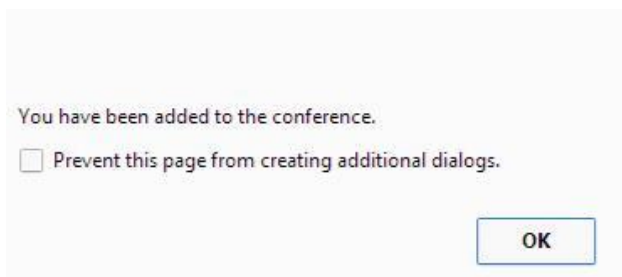 You have been added to the conference.
Prevent this page from creating additional dialogs.
OK